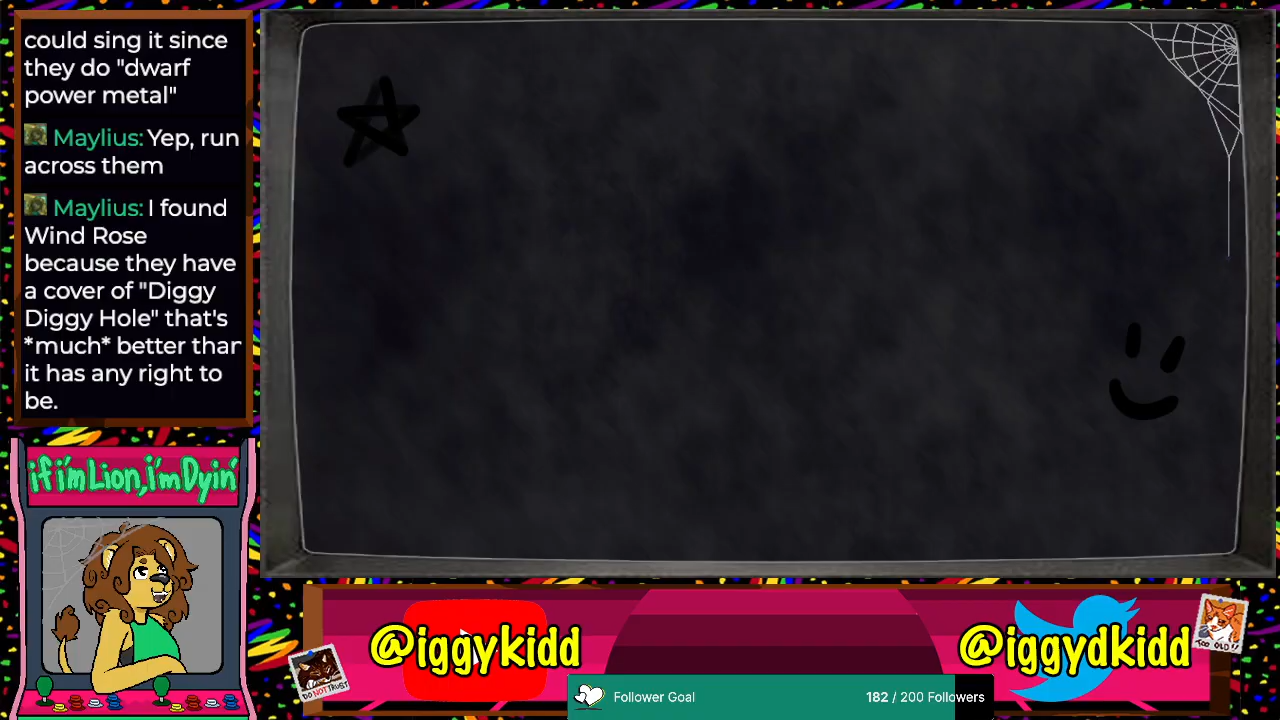 could sing it since
they do "dwarf
power metal"
Maylius: Yep, run
across them
Maylius: I found
Wind Rose
because they have
a cover of "Diggy
Diggy Hole" that's
*much* better than
it has any right to
be.
if i'm Lion, i'm Dyin'
DO NOT TRUST
@iggykidd
@iggydkidd
TOO OLD
Follower Goal
182 / 200 Followers